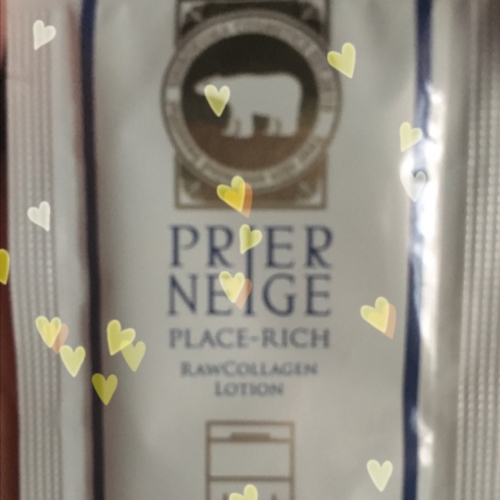 PRIER
NEIGE
PLACE-RICH
RAWCOLLAGEN
LOTION